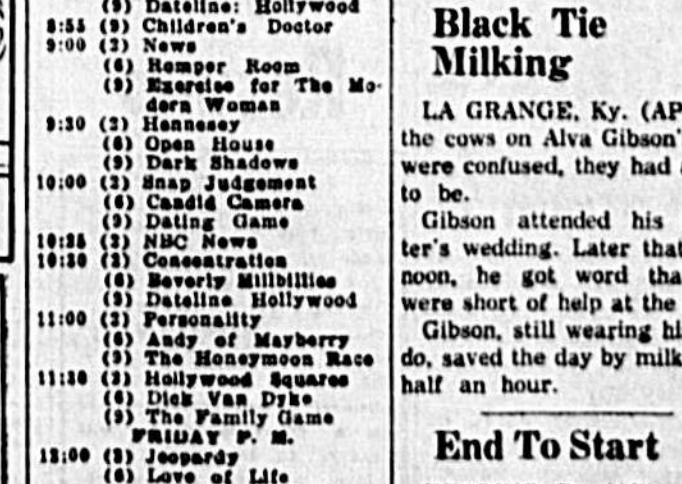 (9) Dateline: Hollywood
8:55 (9) Children's Doctor
9:00 (3) News
(6) Romper Room
(9) Exercise for The Mo-
dern Woman
9:30 (3) Hennesey
(6) Open House
(9) Dark Shadows
10:00 (3) Snap Judgement
(6) Candid Camera
(9) Dating Game
10:25 (3) NBC News
10:30 (3) Concentration
(6) Beverly Millbillies
(9) Dateline Hollywood
11:00 (3) Personality
(6) Andy of Mayberry
(9) The Honeymoon Race
11:30 (3) Hollywood Squares
(6) Dick Van Dyke
(9) The Family Game
FRIDAY P. M.
12:00 (3) Jeopardy
(6) Love of Life
Black Tie
Milking
LA GRANGE, Ky. (AP
the cows on Alva Gibson'
were confused, they had
to be.
Gibson attended his
ter's wedding. Later that
noon, he got word tha
were short of help at the
Gibson, still wearing hi
do, saved the day by milk
half an hour.
End To Start